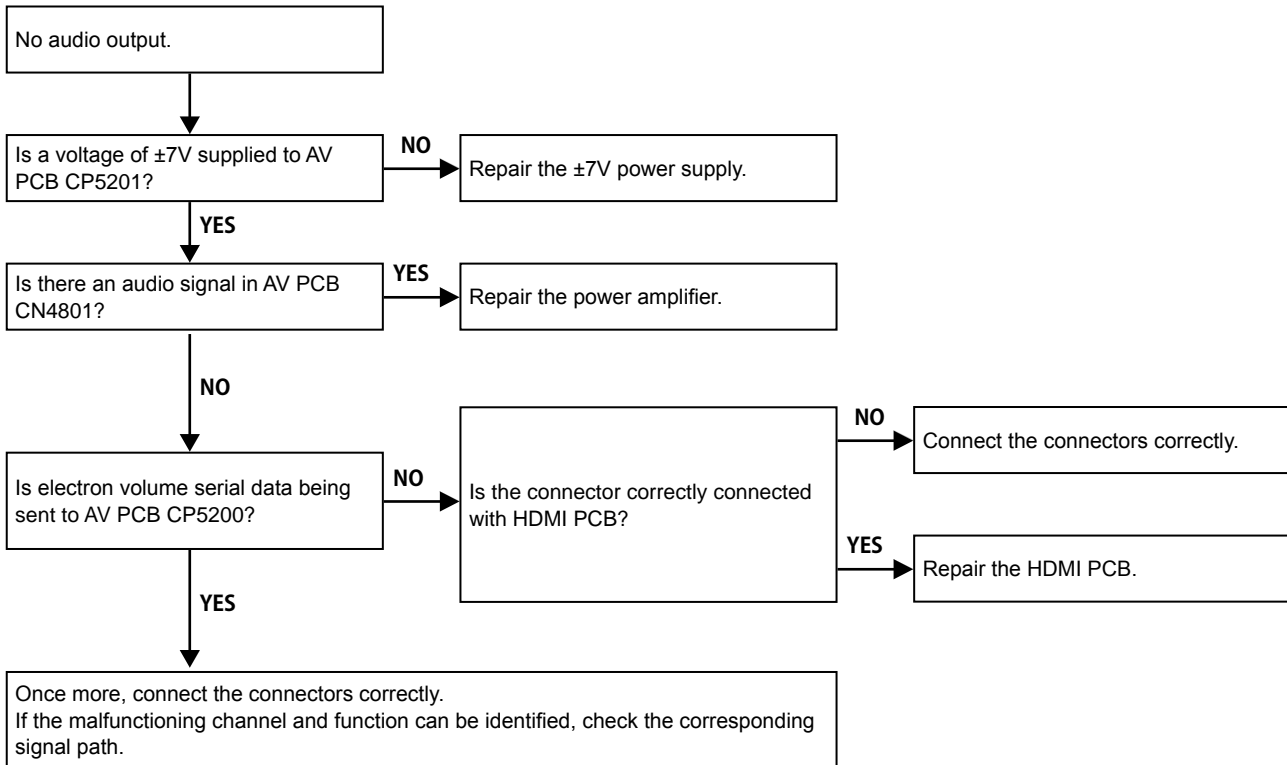 No audio output.
Is a voltage of ±7V supplied to AV
PCB CP5201?
NO
Repair the ±7V power supply.
YES
Is there an audio signal in AV PCB
CN4801?
YES
Repair the power amplifier.
NO
Is electron volume serial data being
sent to AV PCB CP5200?
NO
Is the connector correctly connected
with HDMI PCB?
NO
Connect the connectors correctly.
YES
Repair the HDMI PCB.
YES
Once more, connect the connectors correctly.
If the malfunctioning channel and function can be identified, check the corresponding
signal path.